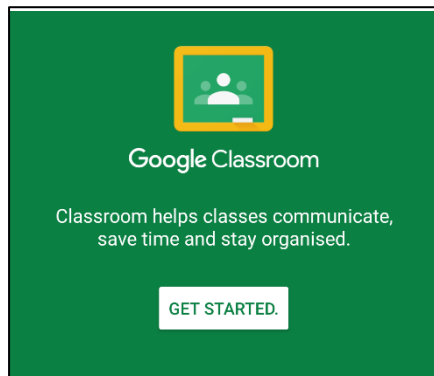 Google Classroom
Classroom helps classes communicate,
save time and stay organised.
GET STARTED.